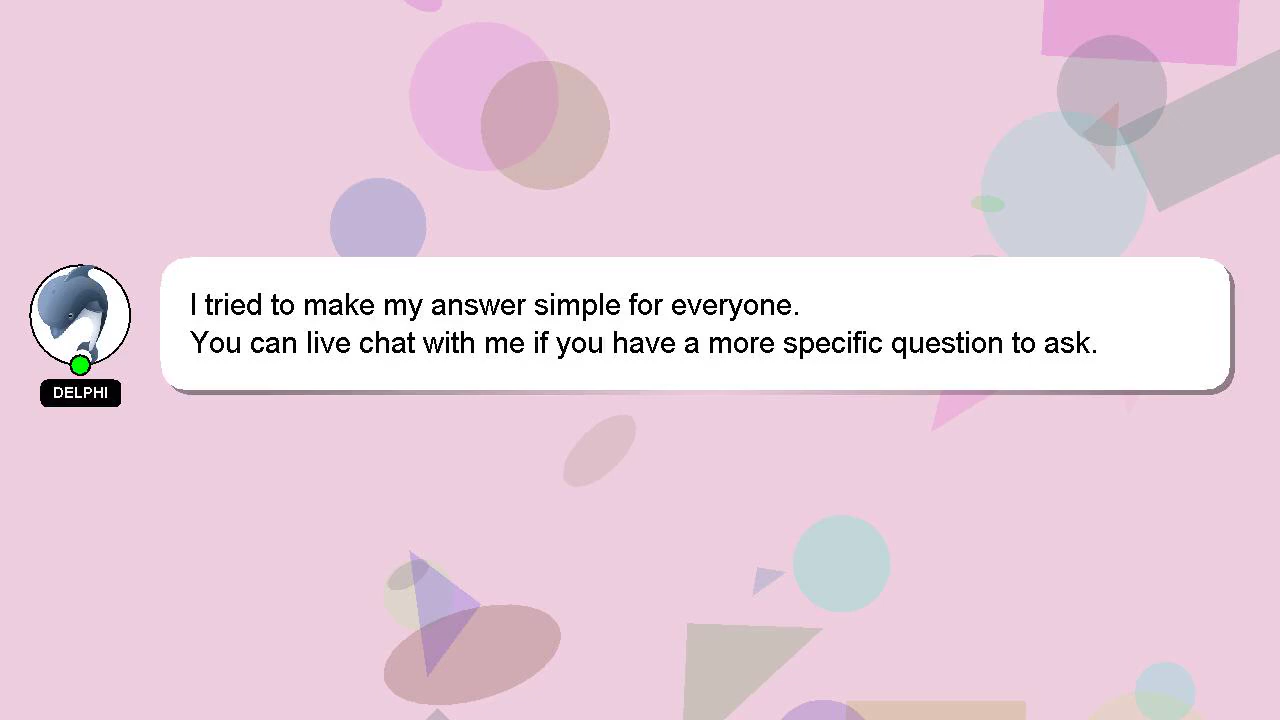 I tried to make my answer simple for everyone.
You can live chat with me if you have a more specific question to ask.
DELPHI